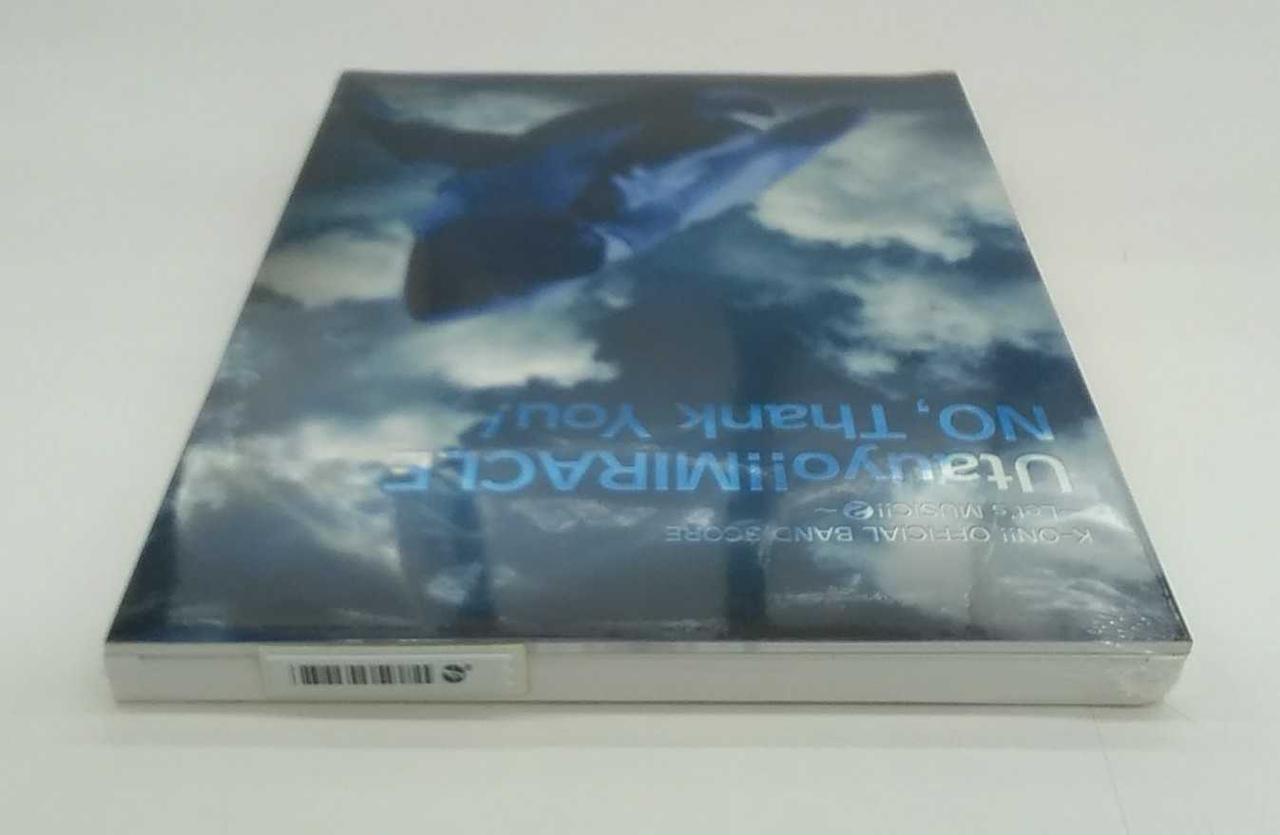 K-ON!! OFFICIAL BAND SCORE
~Let's MUSIC!! 2~
Utauyo!!MIRACLE
NO, Thank You!